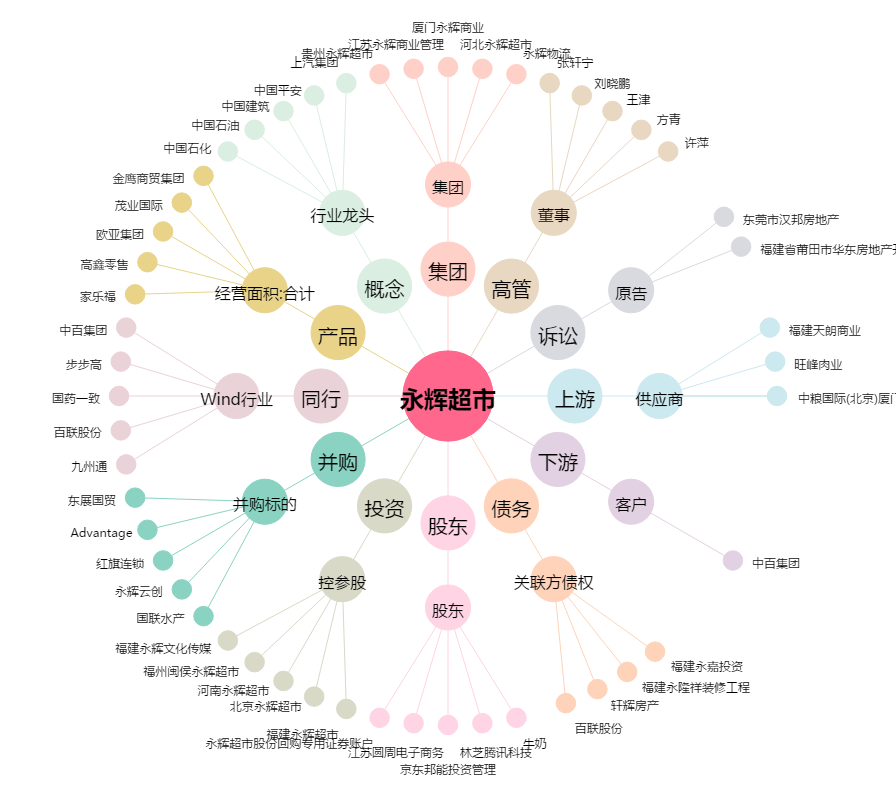 厦门永辉商业
江苏永辉商业管理
河北永辉超市
贵州永辉超市
永辉物流
上汽集团
张轩宁
中国平安
刘晓鹏
中国建筑
王津
中国石油
方青
中国石化
许萍
金鹰商贸集团
集团
茂业国际
行业龙头
董事
东莞市汉邦房地产
欧亚集团
福建省莆田市华东房地产开
高鑫零售
集团
家乐福
经营面积:合计
概念
高管
原告
中百集团
产品
诉讼
福建天朗商业
步步高
旺峰肉业
国药一致
Wind行业
同行
永辉超市
上游
供应商
中粮国际(北京)厦门
百联股份
九州通
并购
下游
东展国贸
并购标的
投资
债务
客户
Advantage
股东
红旗连锁
中百集团
永辉云创
控参股
关联方债权
国联水产
股东
福建永辉文化传媒
福州闽侯永辉超市
福建永嘉投资
河南永辉超市
福建永隆祥装修工程
北京永辉超市
轩辉房产
福建永辉超市
百联股份
永辉超市股份回购专用证券账户
牛奶
江苏圆周电子商务
林芝腾讯科技
京东邦能投资管理